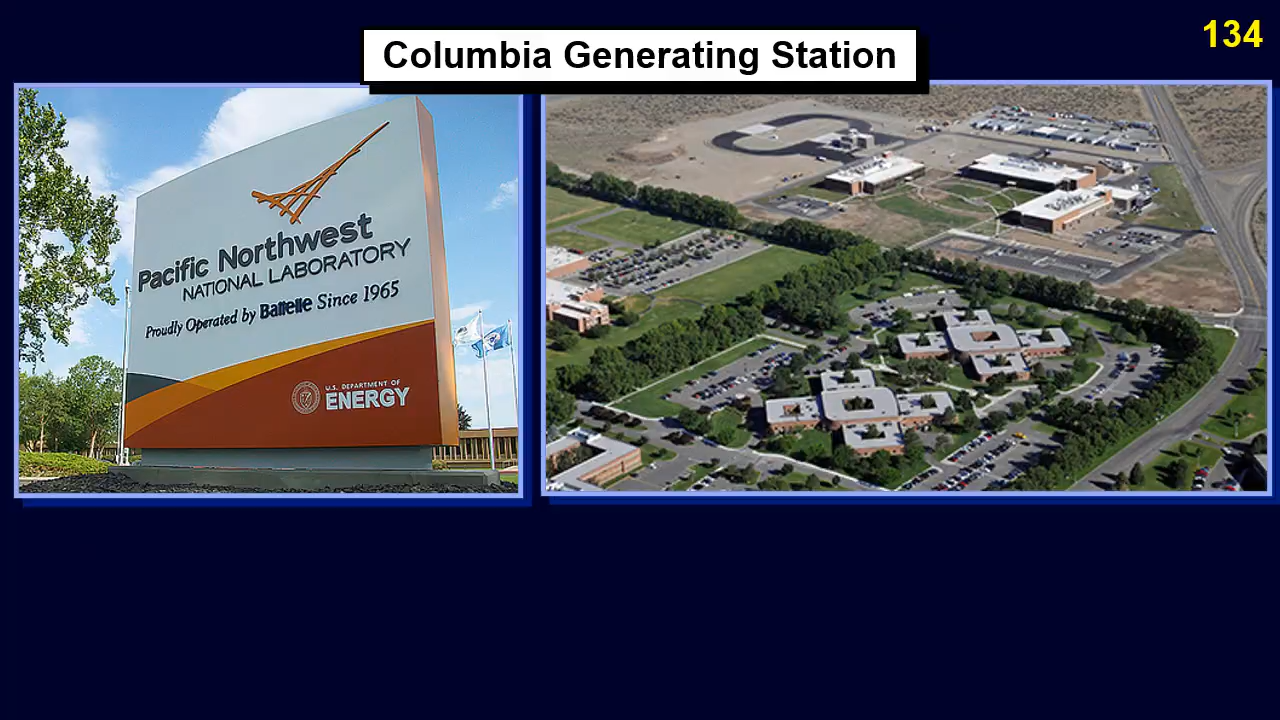 Columbia Generating Station
134
Pacific Northwest
NATIONAL LABORATORY
Proudly Operated by Battelle Since 1965
U.S. DEPARTMENT OF
ENERGY